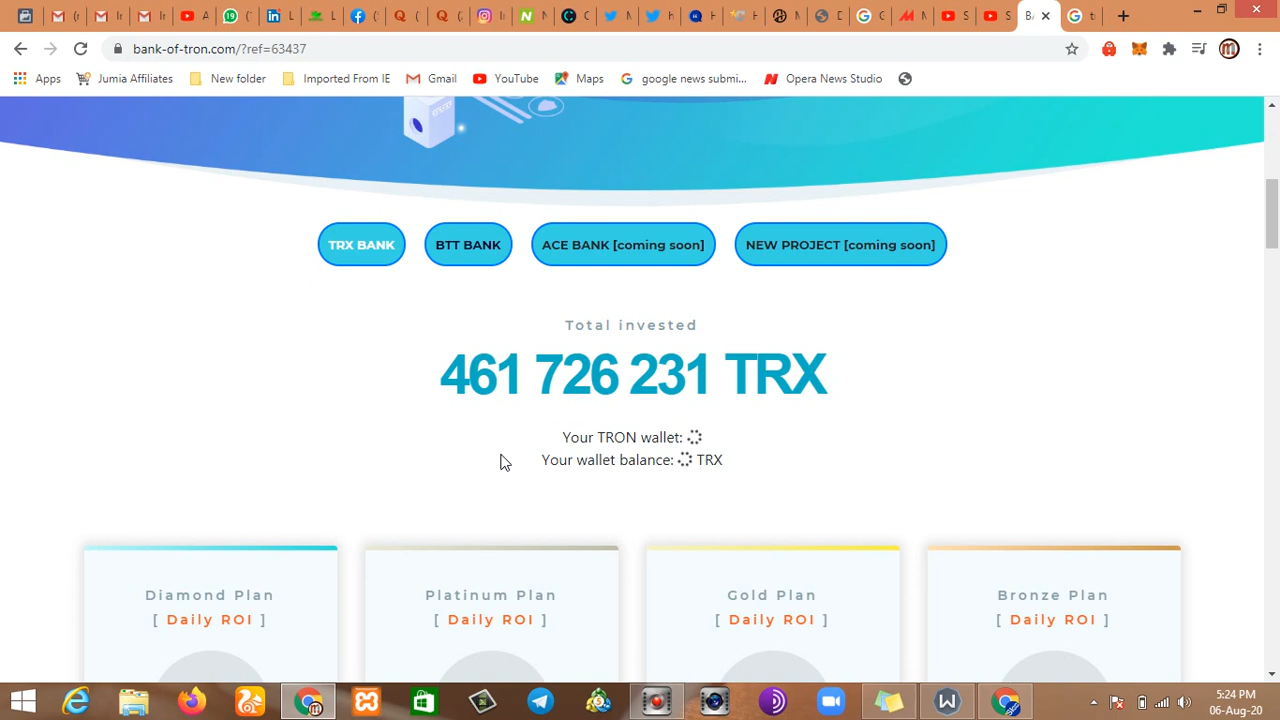 bank-of-tron.com/?ref=63437
Apps Jumia Affiliates New folder Imported From IE Gmail YouTube Maps google news submi... Opera News Studio
TRX BANK BTT BANK ACE BANK [coming soon] NEW PROJECT [coming soon]
Total invested
461 726 231 TRX
Your TRON wallet:
Your wallet balance: TRX
Diamond Plan Platinum Plan Gold Plan Bronze Plan
[ Daily ROI ] [ Daily ROI ] [ Daily ROI ] [ Daily ROI ]
5:24 PM
06-Aug-20